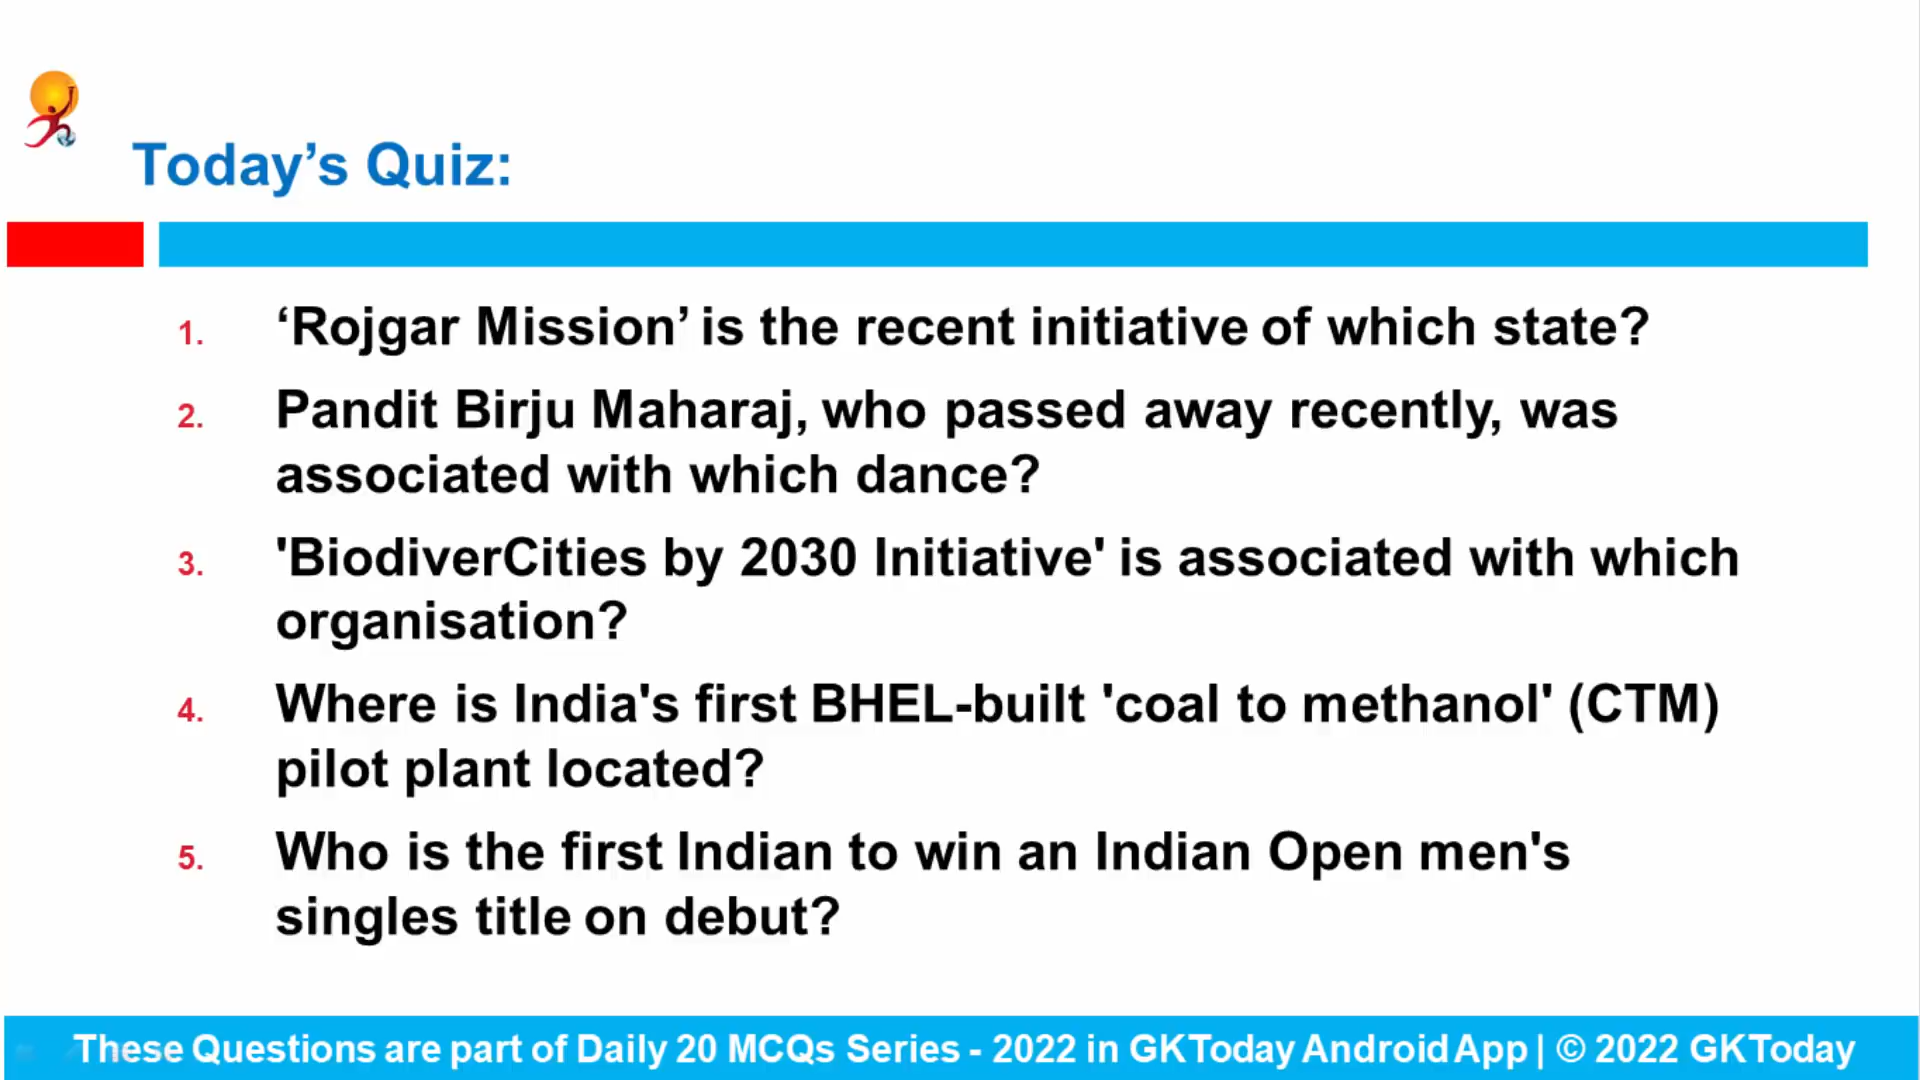 Today’s Quiz:
1. ‘Rojgar Mission’ is the recent initiative of which state?
2. Pandit Birju Maharaj, who passed away recently, was
associated with which dance?
3. 'BiodiverCities by 2030 Initiative' is associated with which
organisation?
4. Where is India's first BHEL-built 'coal to methanol' (CTM)
pilot plant located?
5. Who is the first Indian to win an Indian Open men's
singles title on debut?
These Questions are part of Daily 20 MCQs Series - 2022 in GKToday Android App | © 2022 GKToday